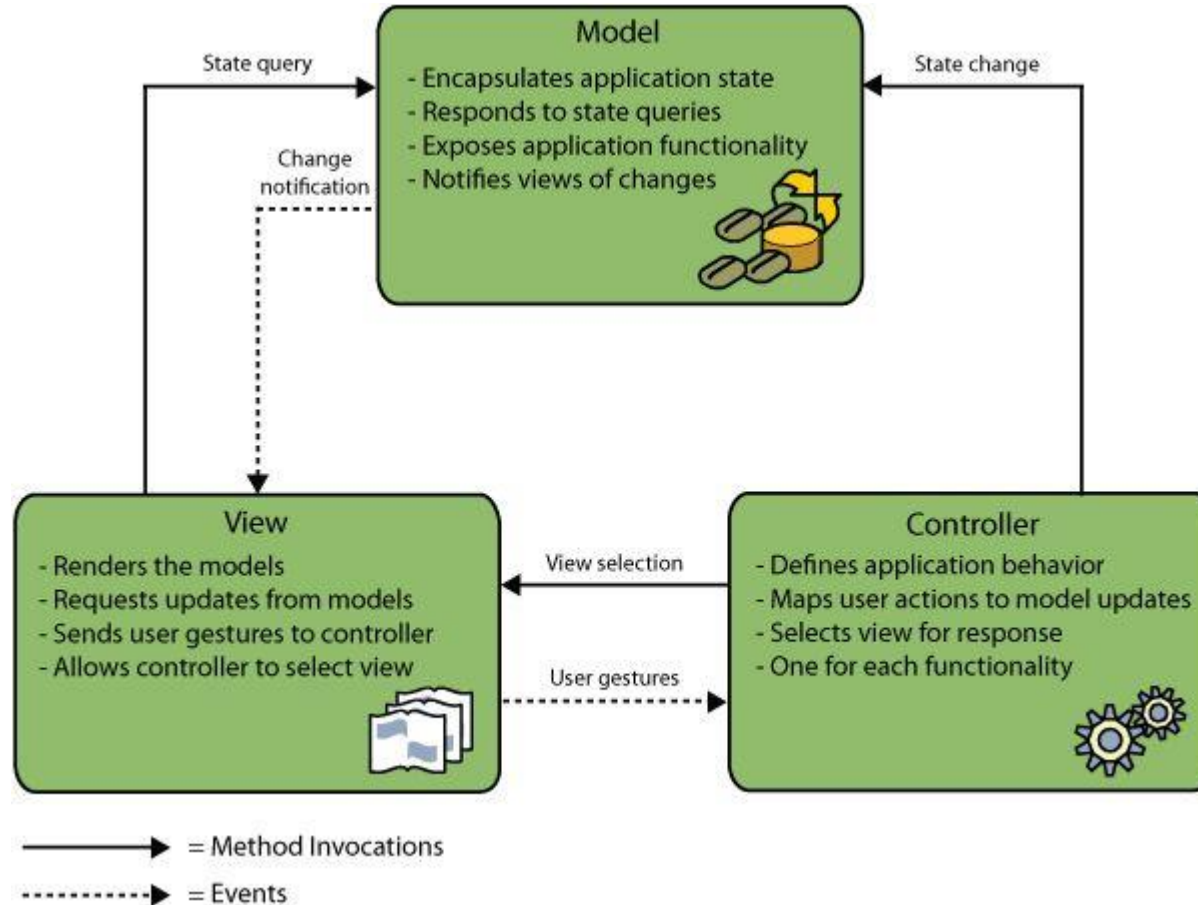 Model
- Encapsulates application state
- Responds to state queries
- Exposes application functionality
- Notifies views of changes
State query
State change
Change
notification
View
- Renders the models
- Requests updates from models
- Sends user gestures to controller
- Allows controller to select view
View selection
User gestures
Controller
- Defines application behavior
- Maps user actions to model updates
- Selects view for response
- One for each functionality
= Method Invocations
= Events